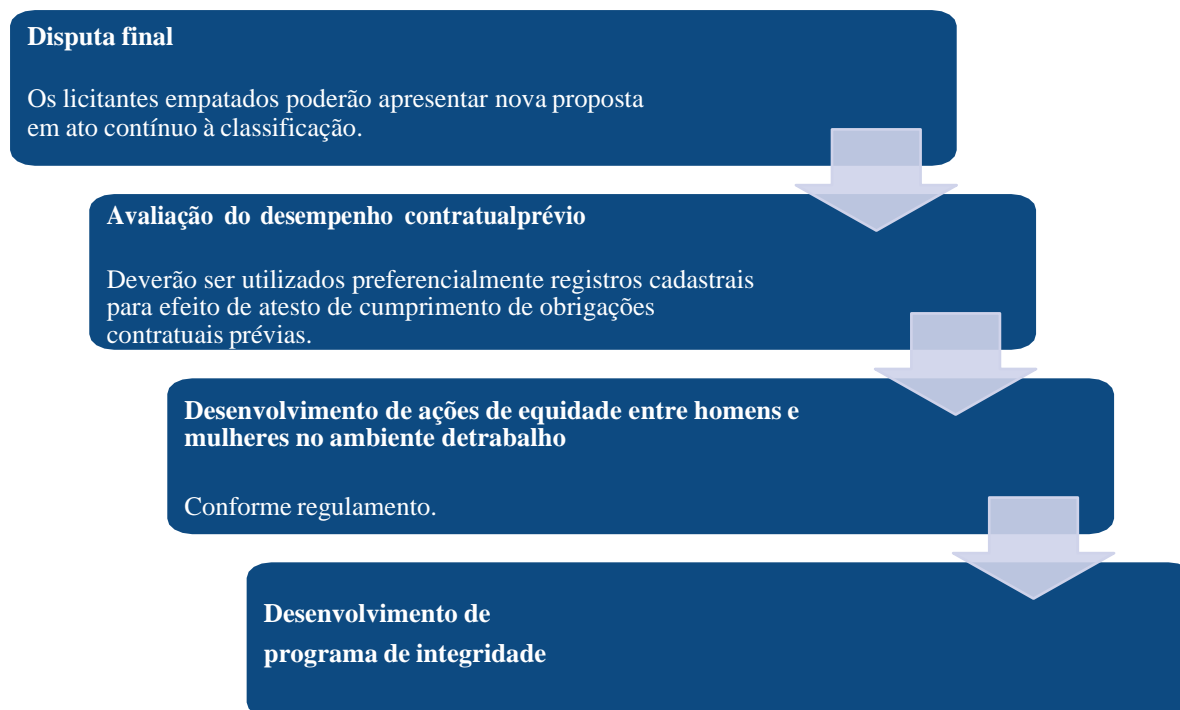 Disputa final
Os licitantes empatados poderão apresentar nova proposta
em ato contínuo à classificação.
Avaliação do desempenho contratualprévio
Deverão ser utilizados preferencialmente registros cadastrais
para efeito de atesto de cumprimento de obrigações
contratuais prévias.
Desenvolvimento de ações de equidade entre homens e
mulheres no ambiente detrabalho
Conforme regulamento.
Desenvolvimento de
programa de integridade